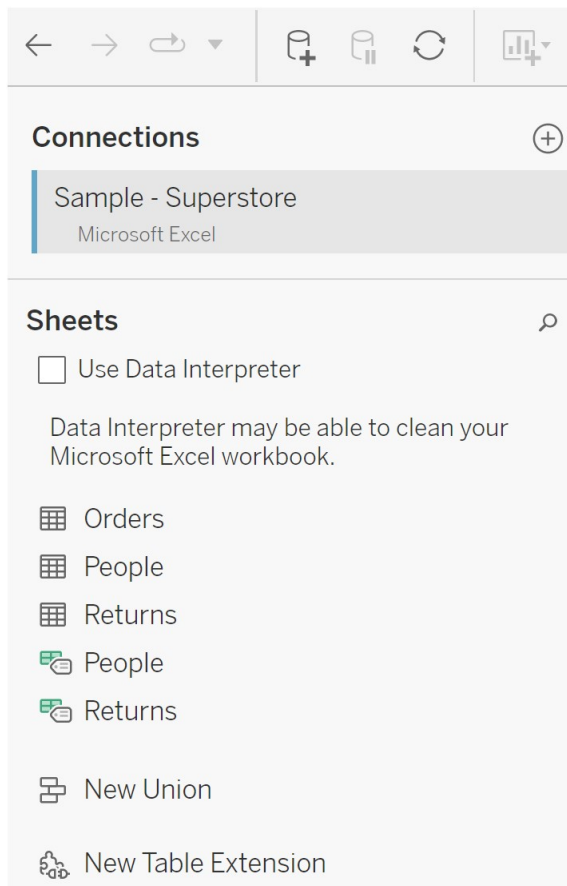 Connections
Sample - Superstore
Microsoft Excel
Sheets
Use Data Interpreter
Data Interpreter may be able to clean your
Microsoft Excel workbook.
Orders
People
Returns
People
Returns
New Union
New Table Extension